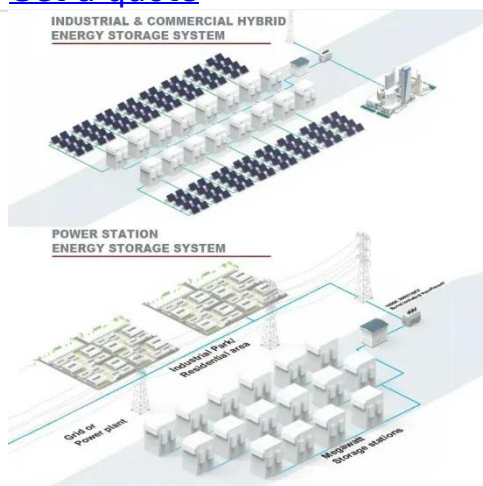 Get a quote
INDUSTRIAL & COMMERCIAL HYBRID
ENERGY STORAGE SYSTEM
POWER STATION
ENERGY STORAGE SYSTEM
Industrial Park/
Residential area
Grid or
Power plant
Megawatt
Storage stations